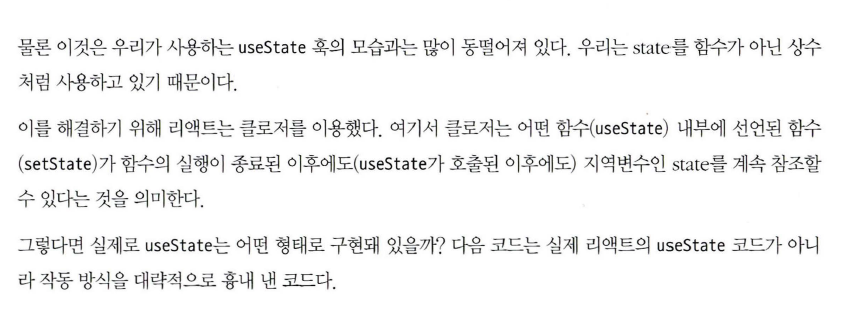 물론 이것은 우리가 사용하는 useState 훅의 모습과는 많이 동떨어져 있다. 우리는 state를 함수가 아닌 상수
처럼 사용하고 있기 때문이다.
이를 해결하기 위해 리액트는 클로저를 이용했다. 여기서 클로저는 어떤 함수(useState) 내부에 선언된 함수
(setState)가 함수의 실행이 종료된 이후에도(useState가 호출된 이후에도) 지역변수인 state를 계속 참조할
수 있다는 것을 의미한다.
그렇다면 실제로 useState는 어떤 형태로 구현돼 있을까? 다음 코드는 실제 리액트의 useState 코드가 아니
라 작동 방식을 대략적으로 흉내 낸 코드다.